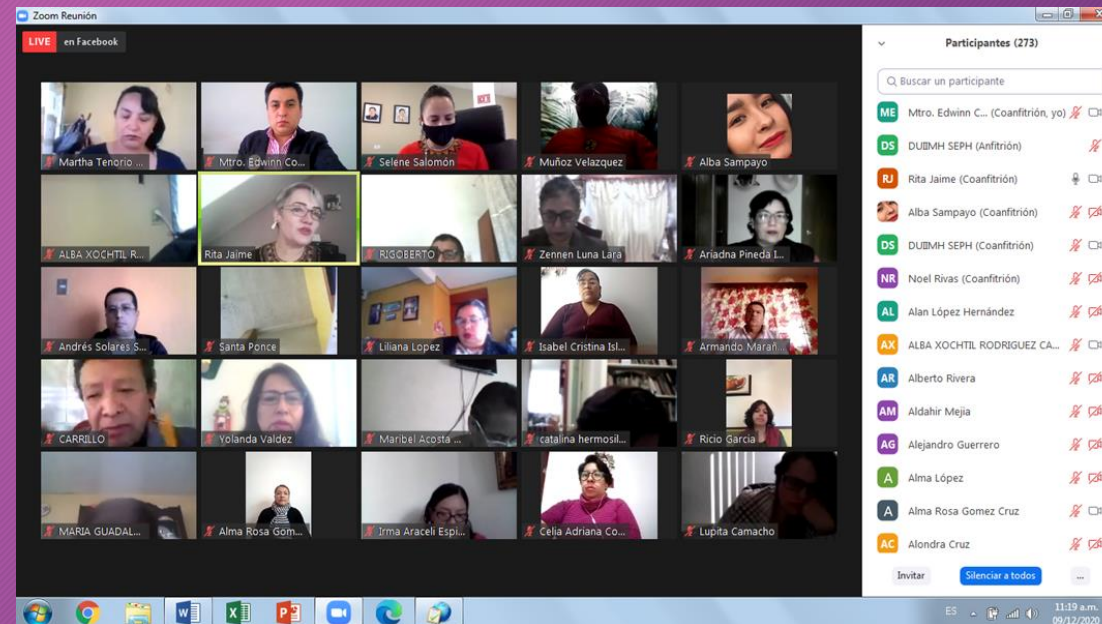 Zoom Reunión
LIVE en Facebook
Martha Tenorio ...
Mtro. Edwinn Co...
Selene Salomón
Muñoz Velazquez
Alba Sampayo
ALBA XOCHTIL R...
Rita Jaime
RIGOBERTO
Zennen Luna Lara
Ariadna Pineda I...
Andrés Solares S...
Santa Ponce
Liliana Lopez
Isabel Cristina Isl...
Armando Marañ...
CARRILLO
Yolanda Valdez
Maribel Acosta ...
catalina hermosil...
Ricio Garcia
MARIA GUADAL...
Alma Rosa Gom...
Irma Araceli Espi...
Celia Adriana Co...
Lupita Camacho
Participantes (273)
Buscar un participante
ME Mtro. Edwinn C... (Coanfitrión, yo)
DS DUIIMH SEPH (Anfitrión)
RJ Rita Jaime (Coanfitrión)
Alba Sampayo (Coanfitrión)
DS DUIIMH SEPH (Coanfitrión)
NR Noel Rivas (Coanfitrión)
AL Alan López Hernández
AX ALBA XOCHTIL RODRIGUEZ CA...
AR Alberto Rivera
AM Aldahir Mejia
AG Alejandro Guerrero
A Alma López
A Alma Rosa Gomez Cruz
AC Alondra Cruz
Invitar Silenciar a todos ...
ES 11:19 a.m.
09/12/2020